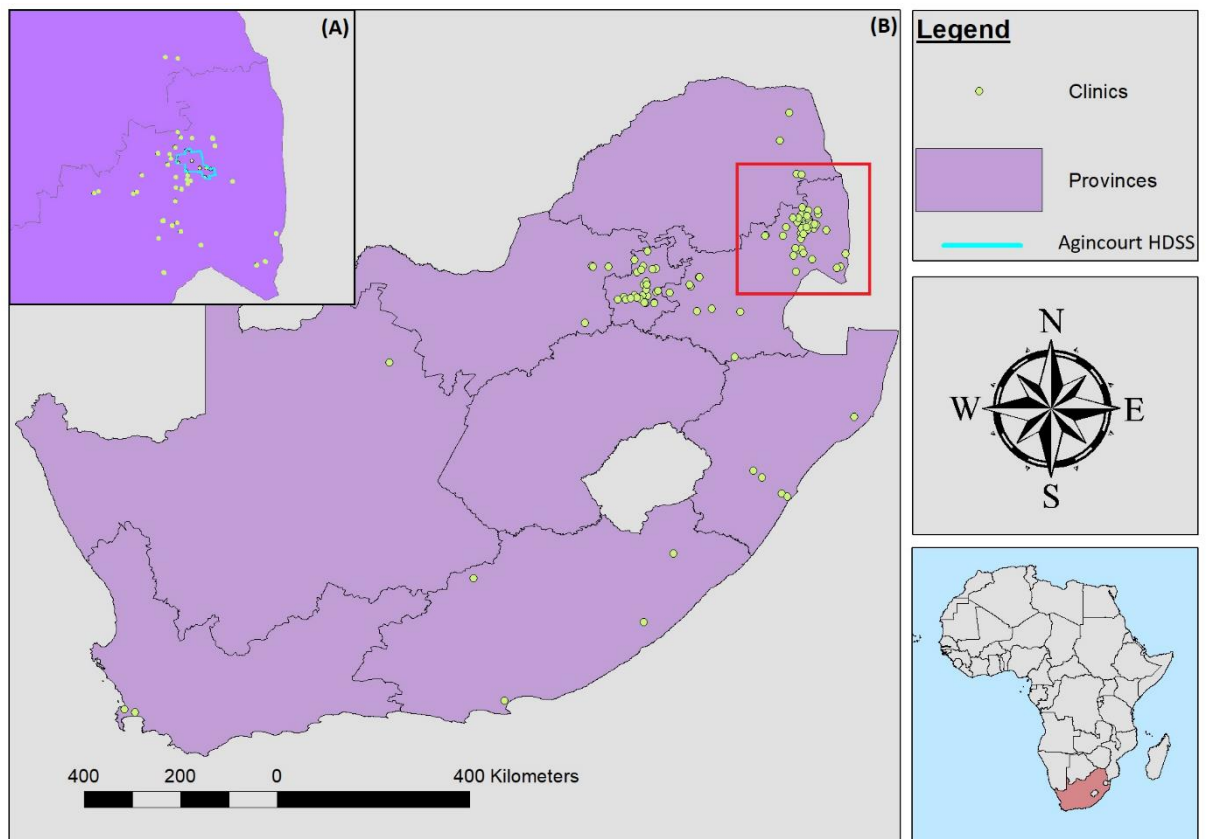 (A)
(B)
Legend
Clinics
Provinces
Agincourt HDSS
N
W
E
S
400 200 0 400 Kilometers